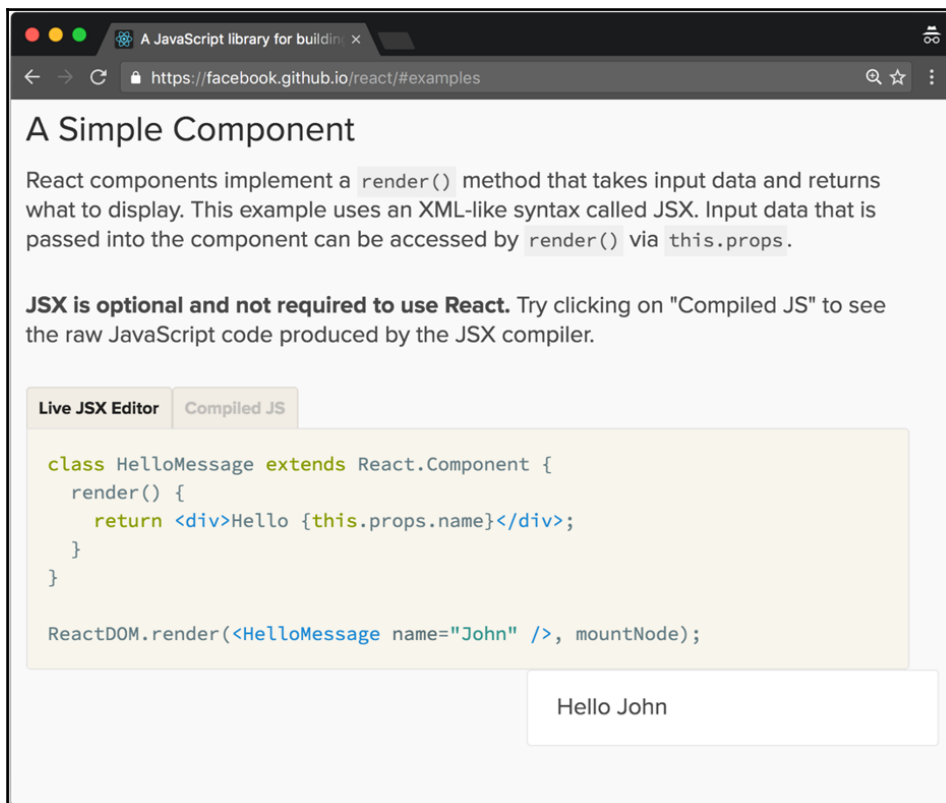 A JavaScript library for building
https://facebook.github.io/react/#examples
A Simple Component
React components implement a render() method that takes input data and returns
what to display. This example uses an XML-like syntax called JSX. Input data that is
passed into the component can be accessed by render() via this.props.
JSX is optional and not required to use React. Try clicking on "Compiled JS" to see
the raw JavaScript code produced by the JSX compiler.
Live JSX Editor Compiled JS
class HelloMessage extends React.Component {
  render() {
    return <div>Hello {this.props.name}</div>;
  }
}
ReactDOM.render(<HelloMessage name="John" />, mountNode);
Hello John